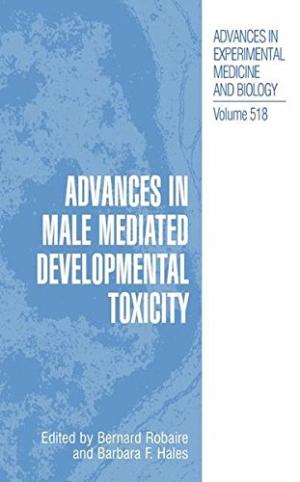 ADVANCES IN
EXPERIMENTAL
MEDICINE
AND BIOLOGY
Volume 518
ADVANCES IN
MALE MEDIATED
DEVELOPMENTAL
TOXICITY
Edited by Bernard Robaire
and Barbara F. Hales